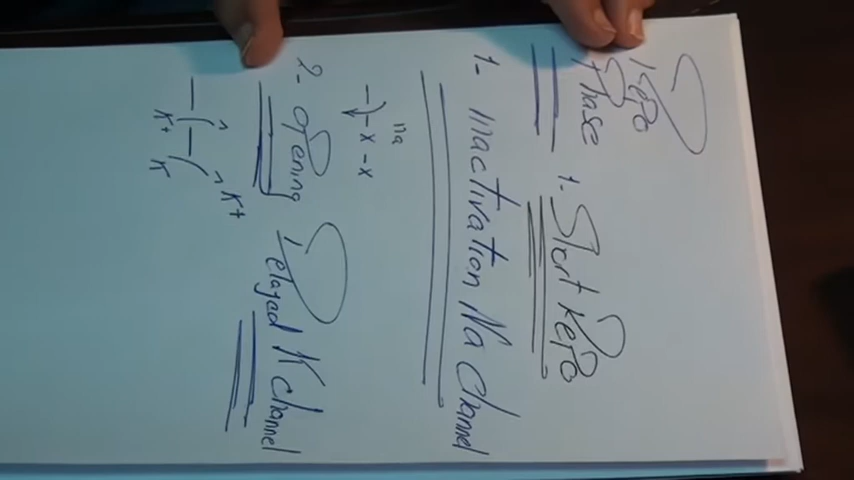 Repo
Phase
1- Start Repo
1- Inactivation Na Channel
Na
x - x
2- opening Delayed K channel
K+
K
K+